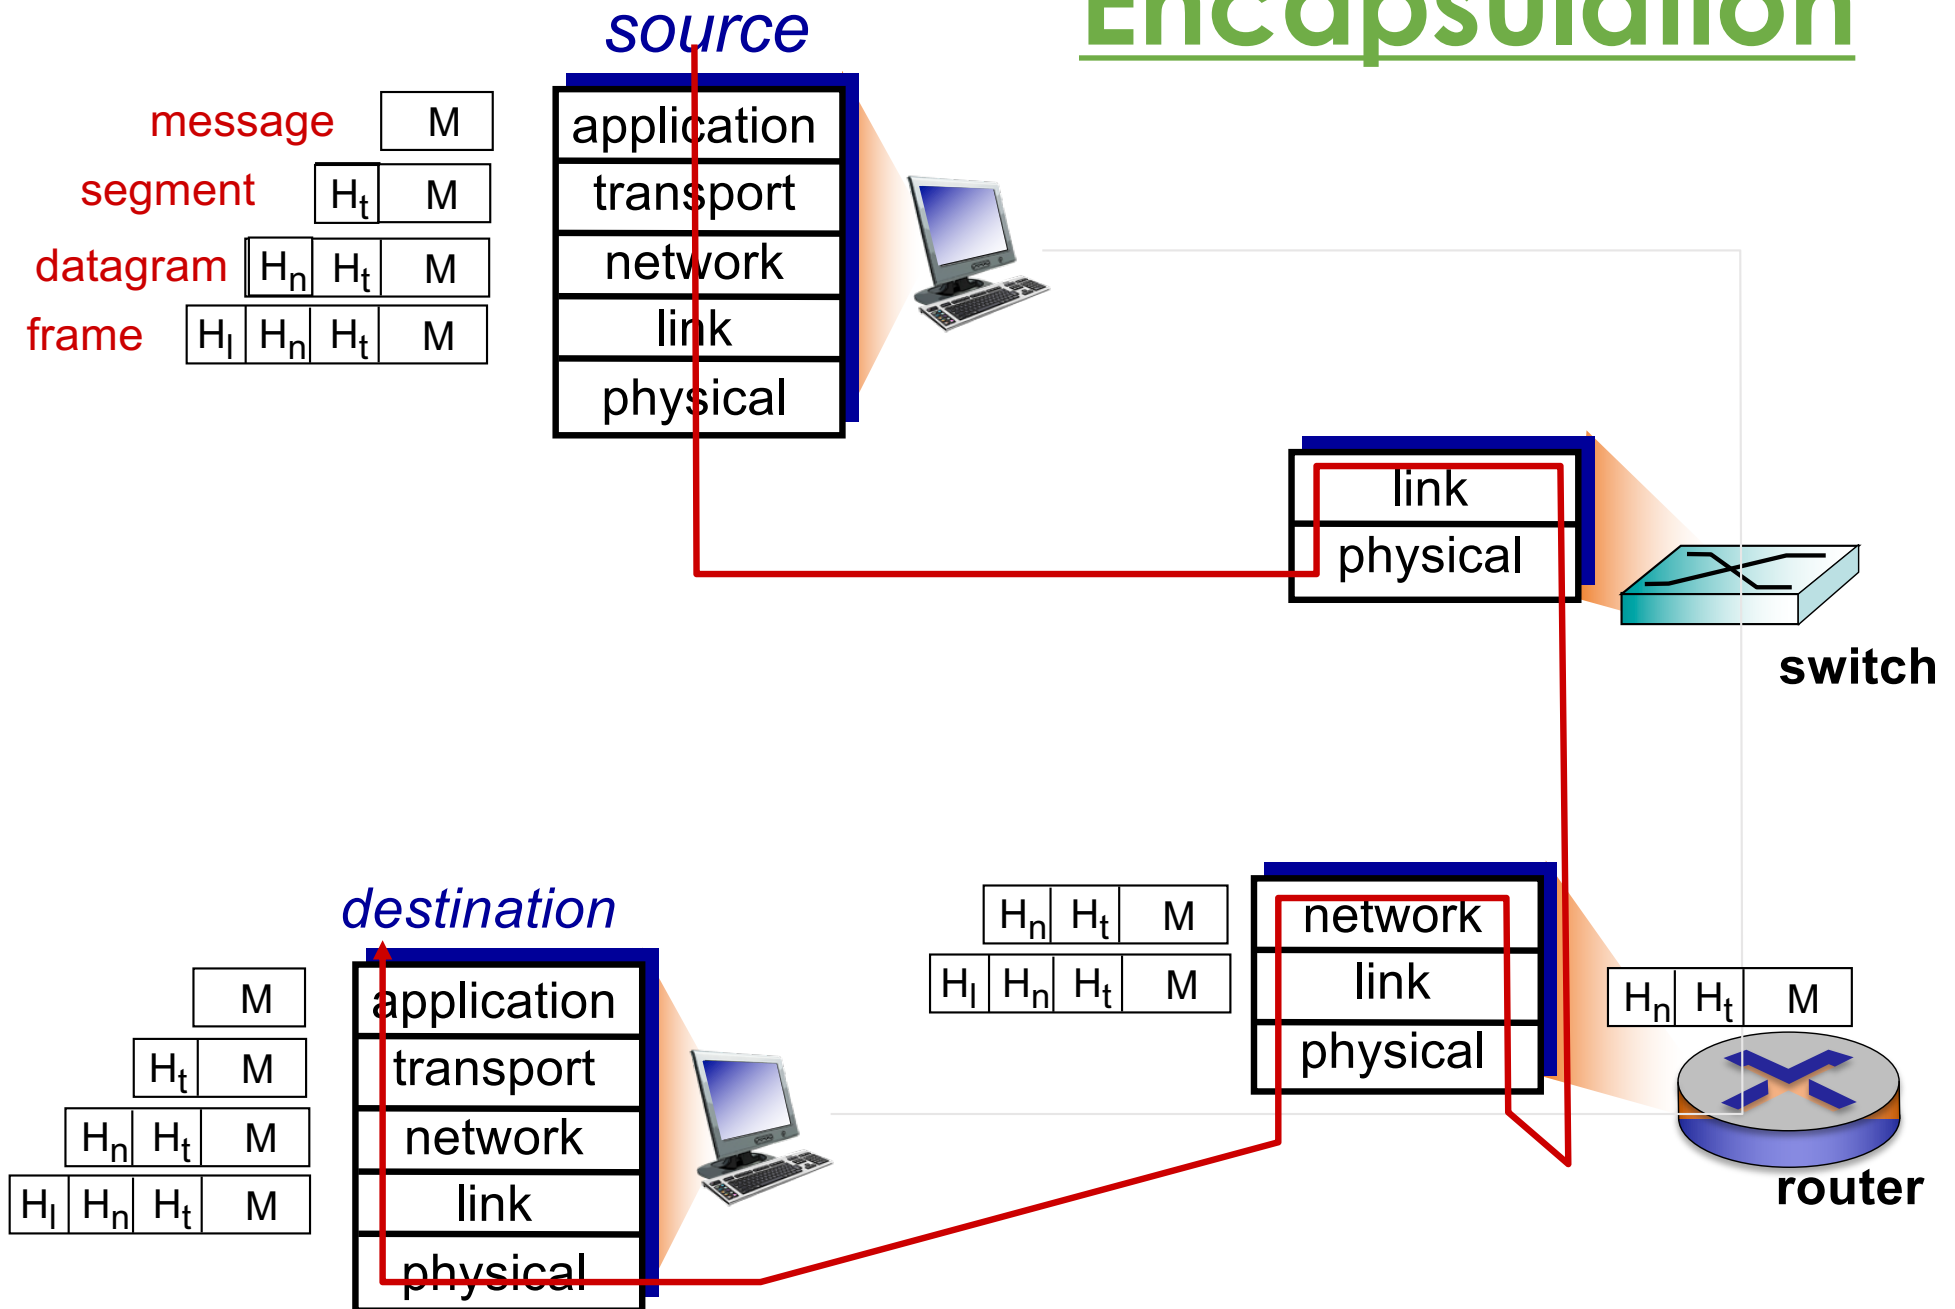 Encapsulation
source
message M
segment Ht M
datagram Hn Ht M
frame Hl Hn Ht M
application
transport
network
link
physical
link
physical
switch
destination
M
Ht M
Hn Ht M
Hl Hn Ht M
application
transport
network
link
physical
Hn Ht M
Hl Hn Ht M
network
link
physical
Hn Ht M
router